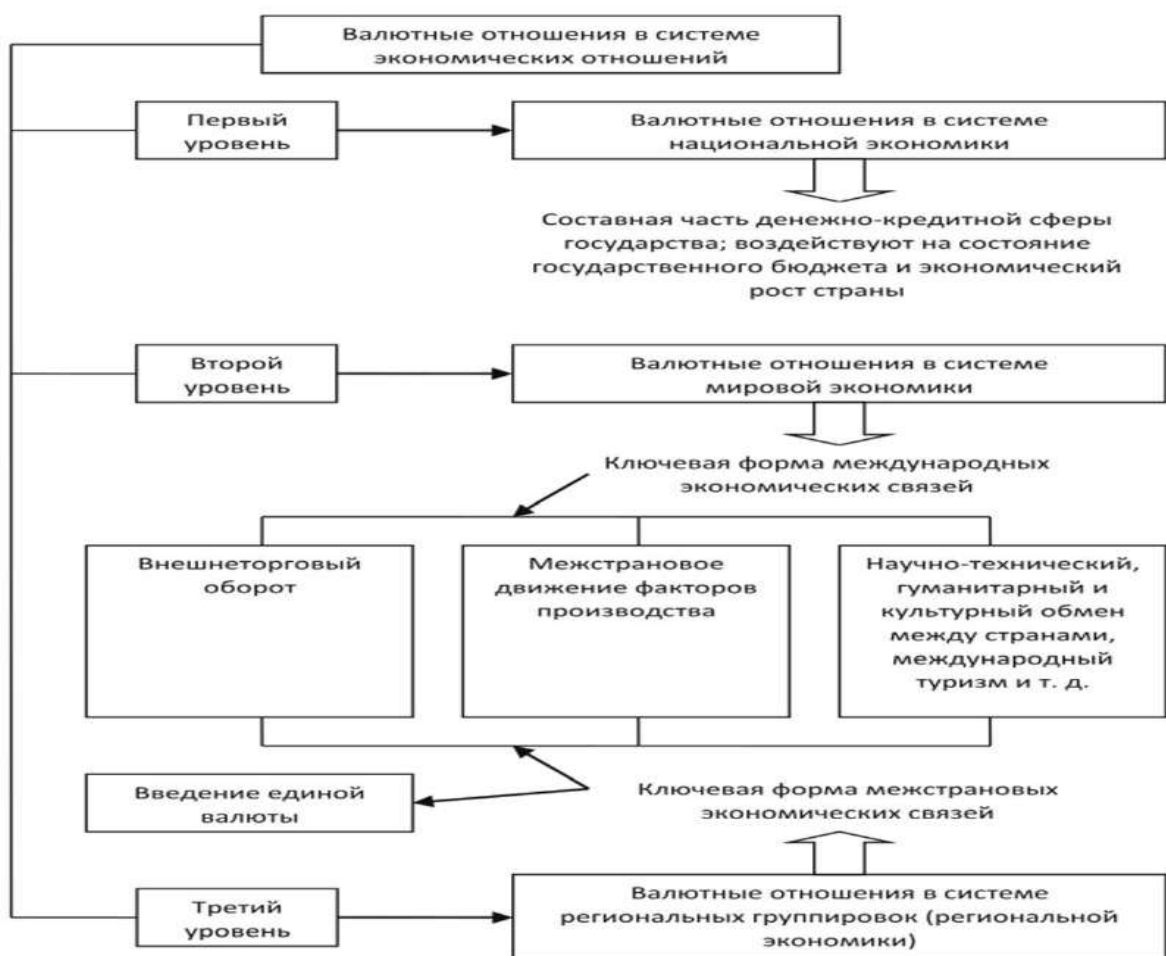 Валютные отношения в системе
экономических отношений
Первый
уровень
Валютные отношения в системе
национальной экономики
Составная часть денежно-кредитной сферы
государства; воздействуют на состояние
государственного бюджета и экономический
рост страны
Второй
уровень
Валютные отношения в системе
мировой экономики
Ключевая форма международных
экономических связей
Внешнеторговый
оборот
Межстрановое
движение факторов
производства
Научно-технический,
гуманитарный и
культурный обмен
между странами,
международный
туризм и т. д.
Введение единой
валюты
Ключевая форма межстрановых
экономических связей
Третий
уровень
Валютные отношения в системе
региональных группировок (региональной
экономики)